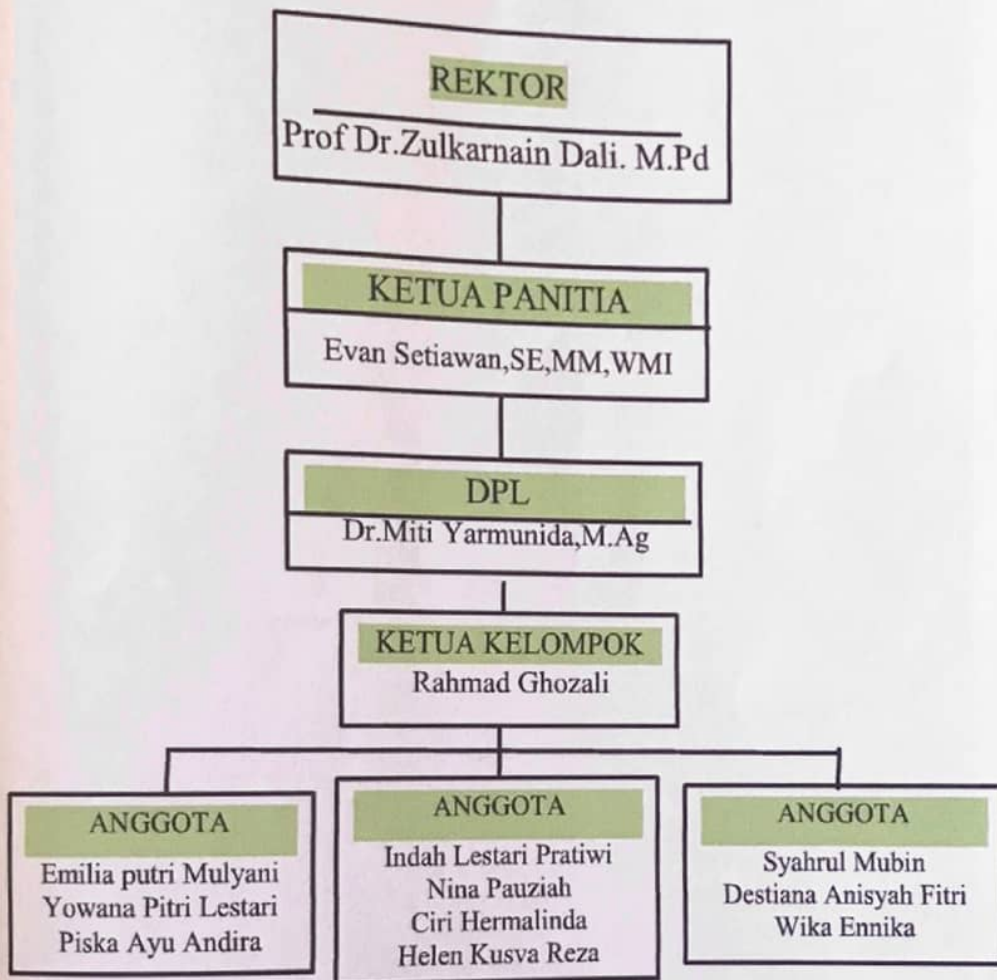 REKTOR
Prof Dr.Zulkarnain Dali. M.Pd
KETUA PANITIA
Evan Setiawan,SE,MM,WMI
DPL
Dr.Miti Yarmunida,M.Ag
KETUA KELOMPOK
Rahmad Ghozali
ANGGOTA
Emilia putri Mulyani
Yowana Pitri Lestari
Piska Ayu Andira
ANGGOTA
Indah Lestari Pratiwi
Nina Pauziah
Ciri Hermalinda
Helen Kusva Reza
ANGGOTA
Syahrul Mubin
Destiana Anisyah Fitri
Wika Ennika